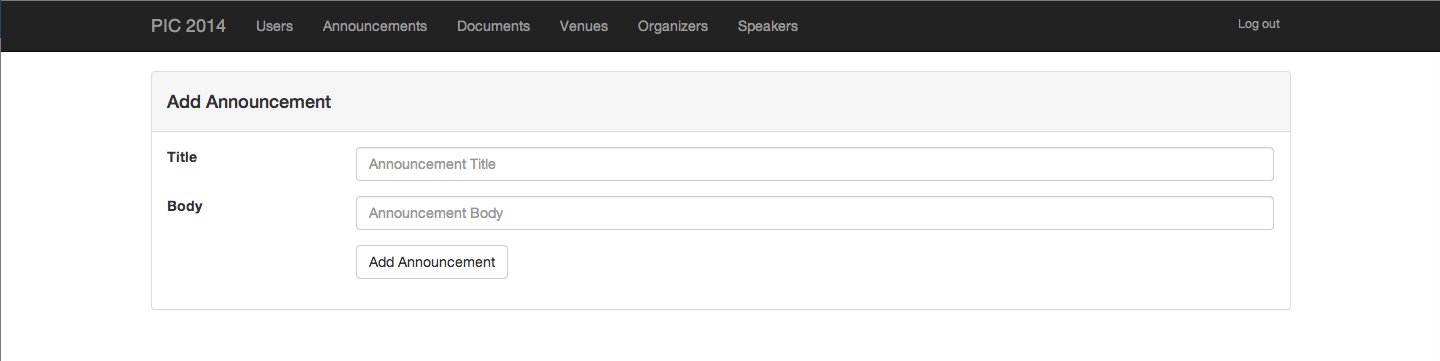 PIC 2014 Users Announcements Documents Venues Organizers Speakers Log out
Add Announcement
Title Announcement Title
Body Announcement Body
Add Announcement